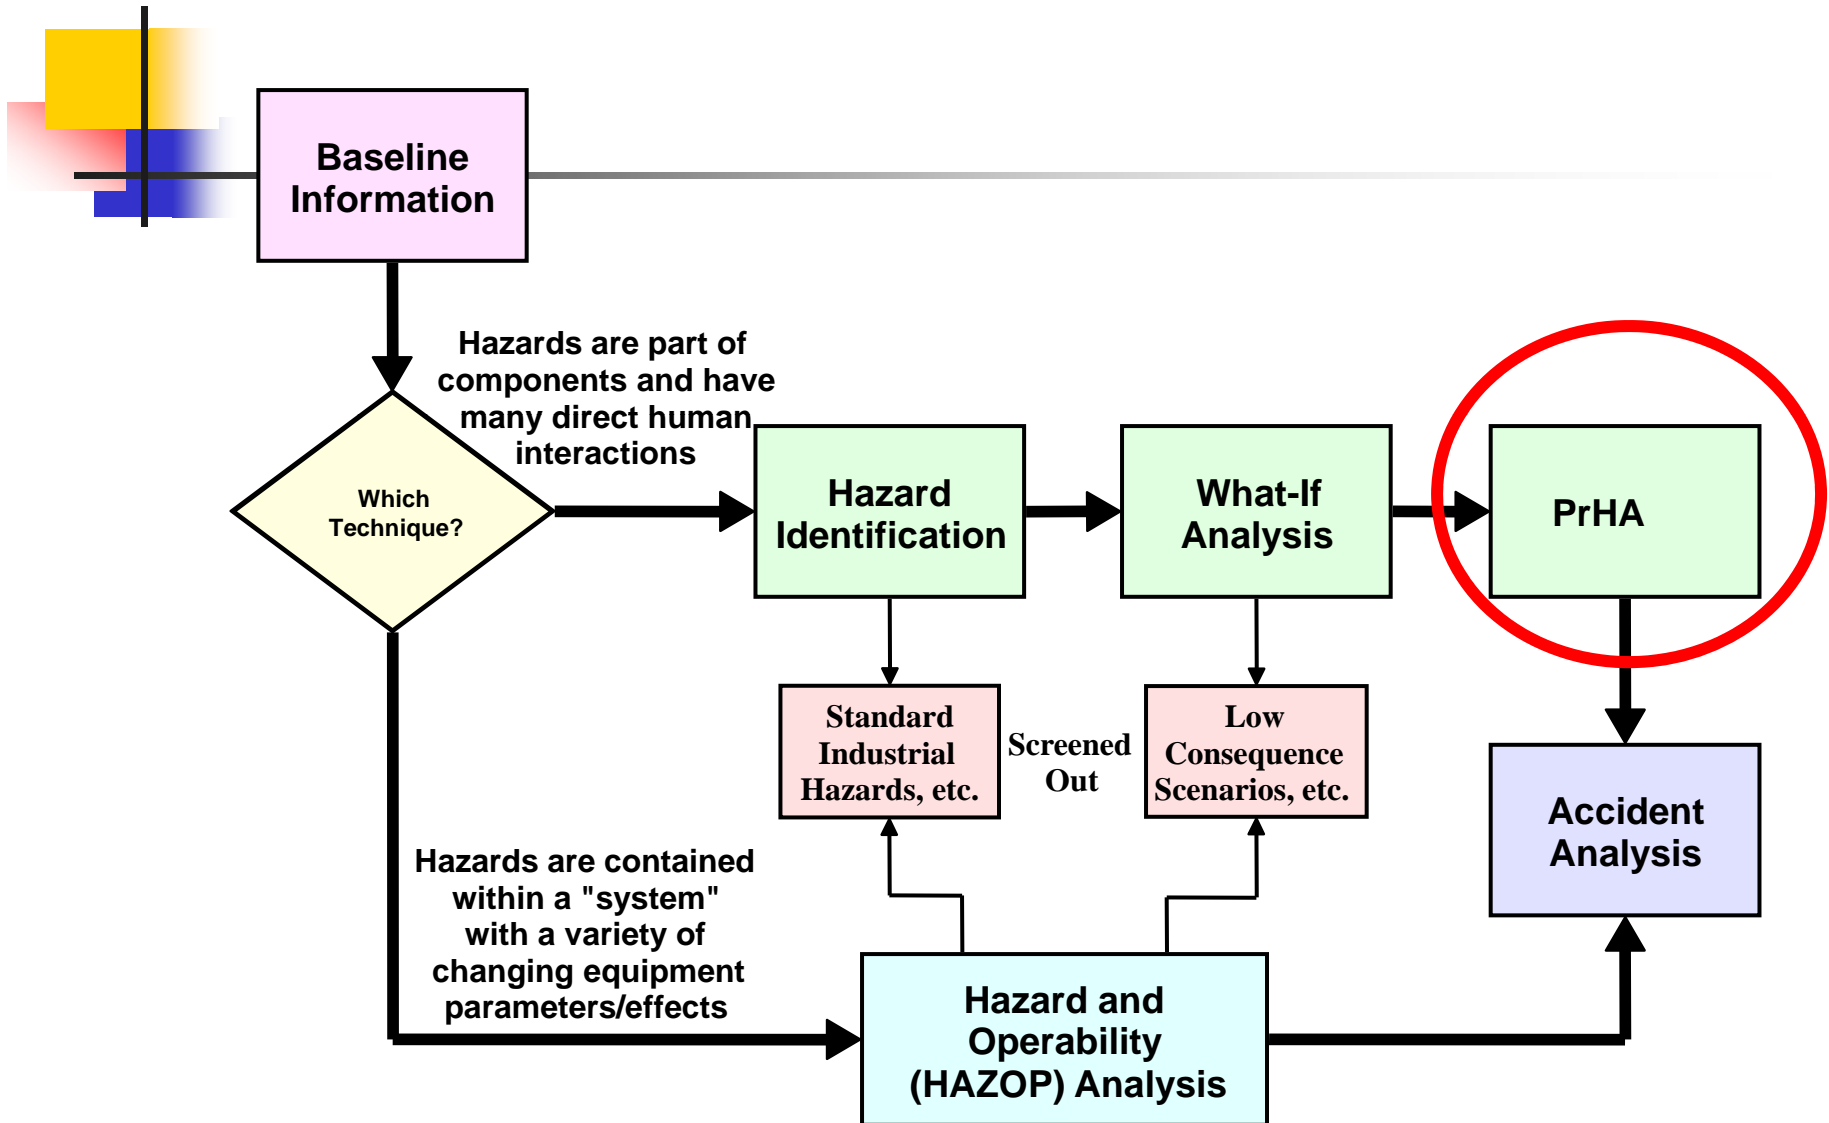 Baseline
Information
Hazards are part of
components and have
many direct human
interactions
Which
Technique?
Hazard
Identification
What-If
Analysis
PrHA
Standard
Industrial
Hazards, etc.
Screened
Out
Low
Consequence
Scenarios, etc.
Accident
Analysis
Hazards are contained
within a "system"
with a variety of
changing equipment
parameters/effects
Hazard and
Operability
(HAZOP) Analysis